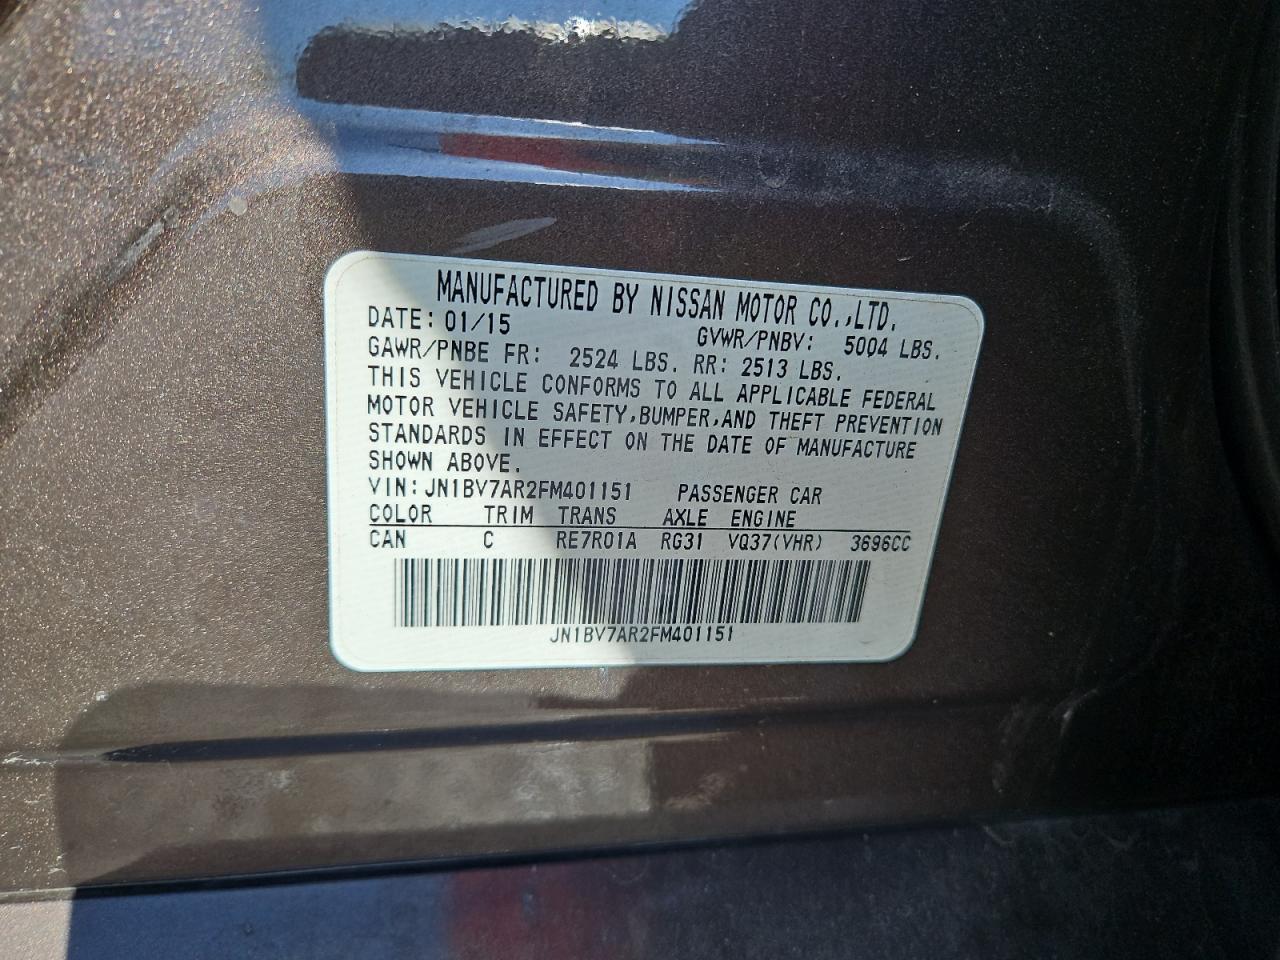 MANUFACTURED BY NISSAN MOTOR CO.,LTD.
DATE: 01/15 GVWR/PNBV: 5004 LBS.
GAWR/PNBE FR: 2524 LBS. RR: 2513 LBS.
THIS VEHICLE CONFORMS TO ALL APPLICABLE FEDERAL
MOTOR VEHICLE SAFETY,BUMPER,AND THEFT PREVENTION
STANDARDS IN EFFECT ON THE DATE OF MANUFACTURE
SHOWN ABOVE.
VIN: JN1BV7AR2FM401151 PASSENGER CAR
COLOR TRIM TRANS AXLE ENGINE
CAN C RE7R01A RG31 VQ37(VHR) 3696CC
JN1BV7AR2FM401151